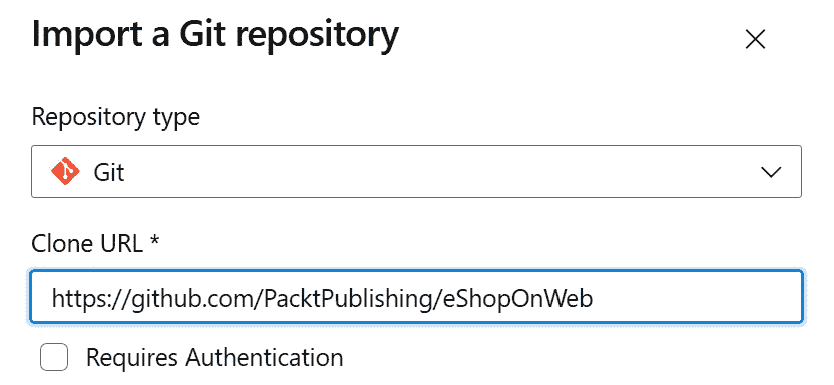 Import a Git repository
Repository type
Git
Clone URL *
https://github.com/PacktPublishing/eShopOnWeb
Requires Authentication